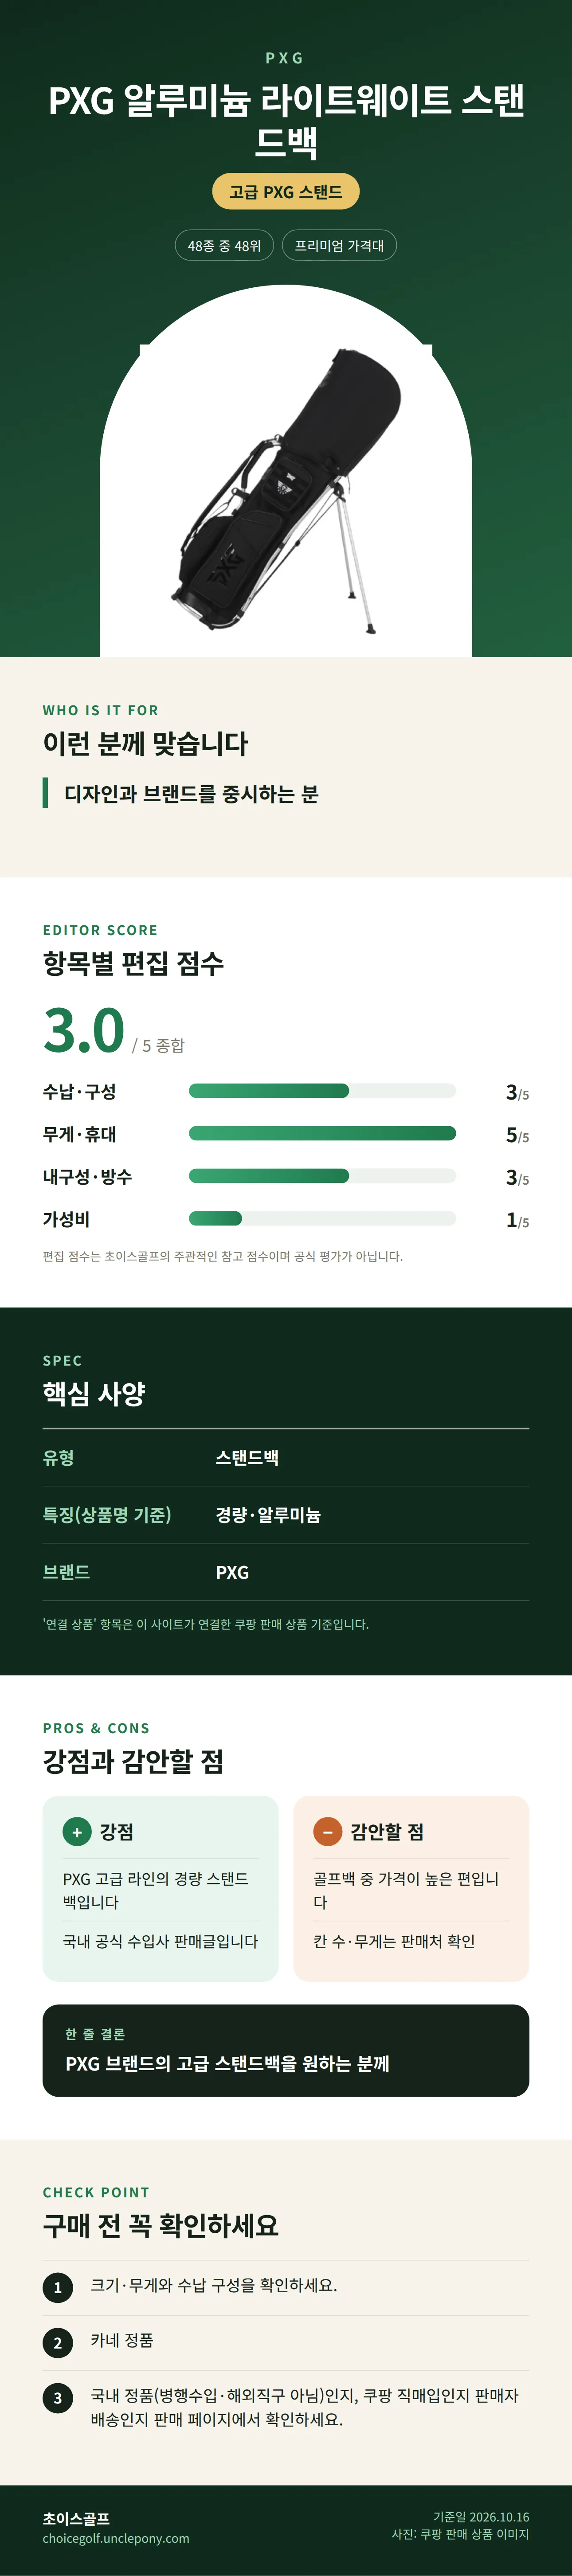 PXG
PXG 알루미늄 라이트웨이트 스탠
드백
고급 PXG 스탠드
48종 중 48위
프리미엄 가격대
PXG
WHO IS IT FOR
이런 분께 맞습니다
디자인과 브랜드를 중시하는 분
EDITOR SCORE
항목별 편집 점수
3.0 / 5 종합
수납·구성 3/5
무게·휴대 5/5
내구성·방수 3/5
가성비 1/5
편집 점수는 초이스골프의 주관적인 참고 점수이며 공식 평가가 아닙니다.
SPEC
핵심 사양
유형 스탠드백
특징(상품명 기준) 경량·알루미늄
브랜드 PXG
'연결 상품' 항목은 이 사이트가 연결한 쿠팡 판매 상품 기준입니다.
PROS & CONS
강점과 감안할 점
+ 강점
PXG 고급 라인의 경량 스탠드
백입니다
국내 공식 수입사 판매글입니다
− 감안할 점
골프백 중 가격이 높은 편입니
다
칸 수·무게는 판매처 확인
한 줄 결론
PXG 브랜드의 고급 스탠드백을 원하는 분께
CHECK POINT
구매 전 꼭 확인하세요
1 크기·무게와 수납 구성을 확인하세요.
2 카네 정품
3 국내 정품(병행수입·해외직구 아님)인지, 쿠팡 직매입인지 판매자
배송인지 판매 페이지에서 확인하세요.
초이스골프
choicegolf.unclepony.com
기준일 2026.10.16
사진: 쿠팡 판매 상품 이미지